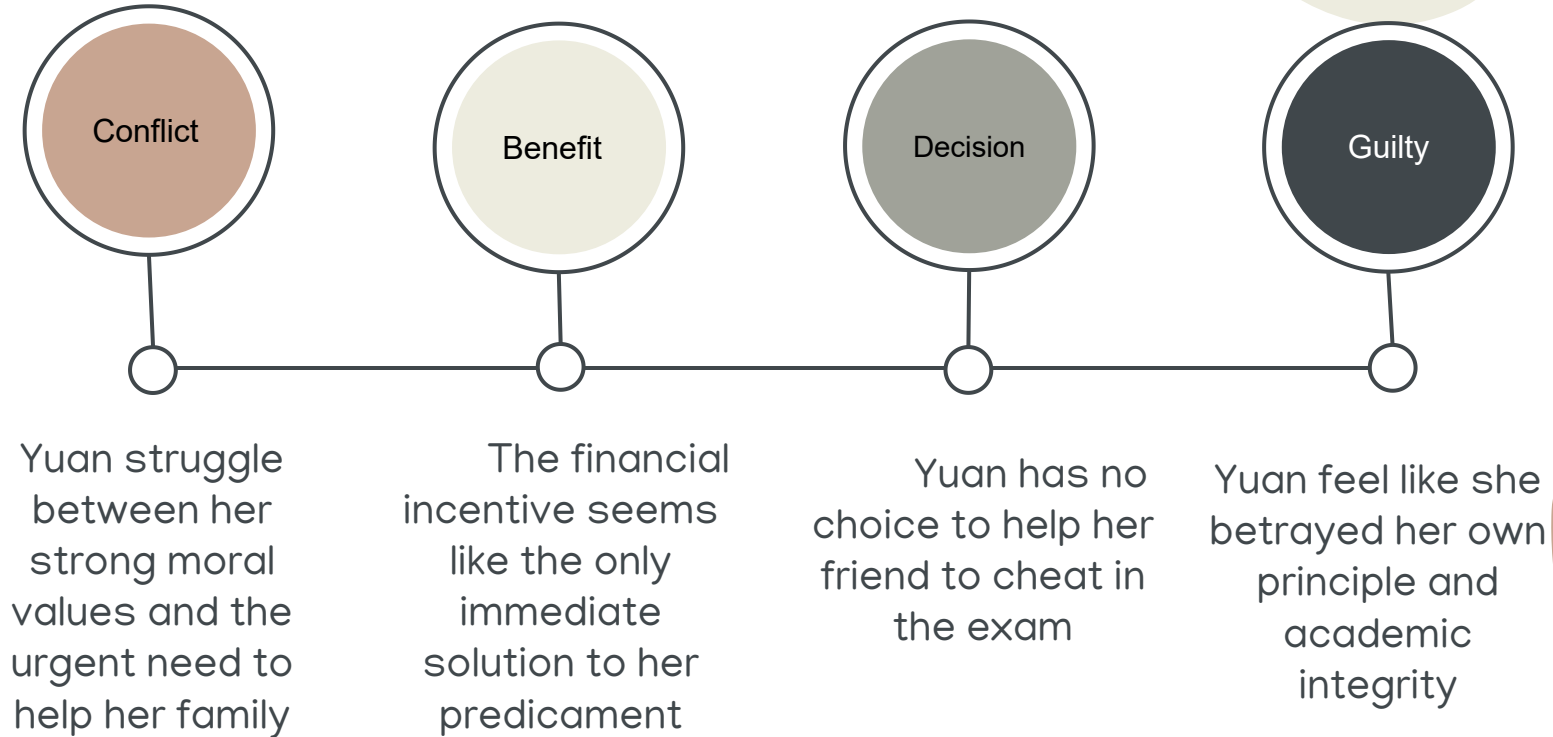 Conflict
Benefit
Decision
Guilty
Yuan struggle
between her
strong moral
values and the
urgent need to
help her family
The financial
incentive seems
like the only
immediate
solution to her
predicament
Yuan has no
choice to help her
friend to cheat in
the exam
Yuan feel like she
betrayed her own
principle and
academic
integrity